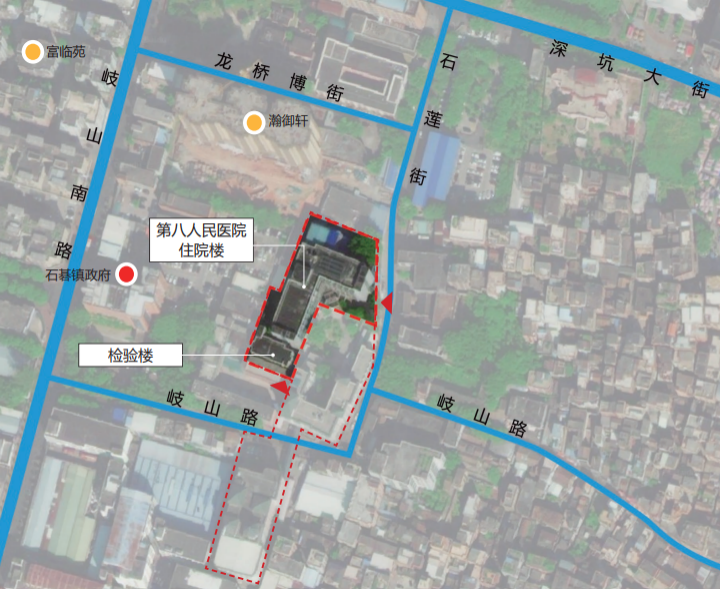 富临苑
岐山南路
龙桥博街
石莲街
深坑大街
瀚御轩
第八人民医院
住院楼
石碁镇政府
检验楼
岐山路
岐山路